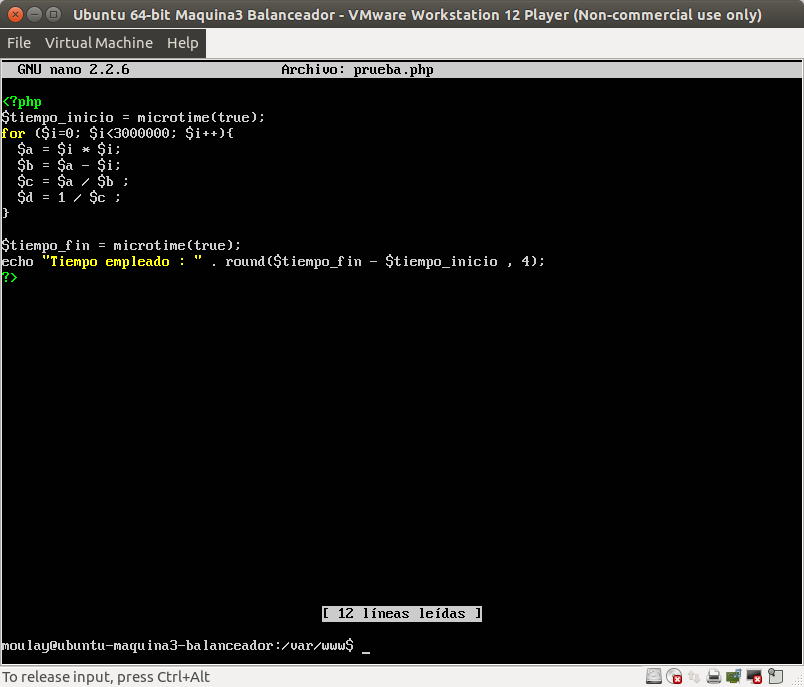 Ubuntu 64-bit Maquina3 Balanceador - VMware Workstation 12 Player (Non-commercial use only)
File Virtual Machine Help
GNU nano 2.2.6 Archivo: prueba.php
<?php
$tiempo_inicio = microtime(true);
for ($i=0; $i<3000000; $i++){
$a = $i * $i;
$b = $a - $i;
$c = $a / $b ;
$d = 1 / $c ;
}
$tiempo_fin = microtime(true);
echo "Tiempo empleado : " . round($tiempo_fin - $tiempo_inicio , 4);
?>
[ 12 líneas leídas ]
moulay@ubuntu-maquina3-balanceador:/var/www$ _
To release input, press Ctrl+Alt